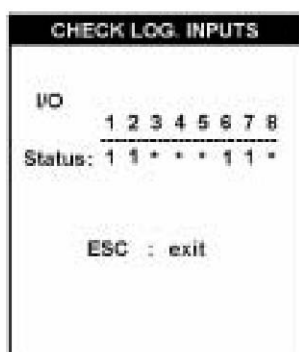 CHECK LOG. INPUTS
I/O
1 2 3 4 5 6 7 8
Status: 1 1 * * * 1 1 *
ESC : exit